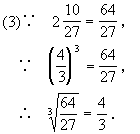 (3)∵ 2 10/27 = 64/27 ,
∵ (4/3)^3 = 64/27 ,
∴ ∛(64/27) = 4/3 .